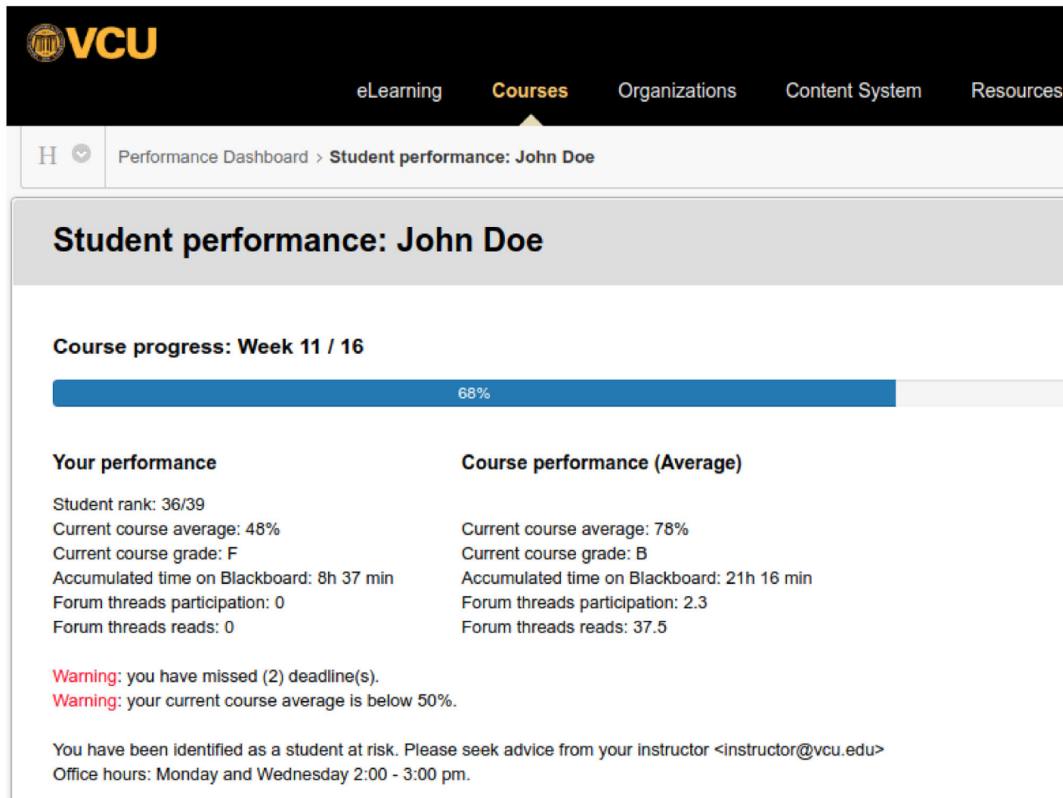 VCU
eLearning Courses Organizations Content System Resources
H Performance Dashboard > Student performance: John Doe
Student performance: John Doe
Course progress: Week 11 / 16
68%
Your performance Course performance (Average)
Student rank: 36/39
Current course average: 48% Current course average: 78%
Current course grade: F Current course grade: B
Accumulated time on Blackboard: 8h 37 min Accumulated time on Blackboard: 21h 16 min
Forum threads participation: 0 Forum threads participation: 2.3
Forum threads reads: 0 Forum threads reads: 37.5
Warning: you have missed (2) deadline(s).
Warning: your current course average is below 50%.
You have been identified as a student at risk. Please seek advice from your instructor <instructor@vcu.edu>
Office hours: Monday and Wednesday 2:00 - 3:00 pm.